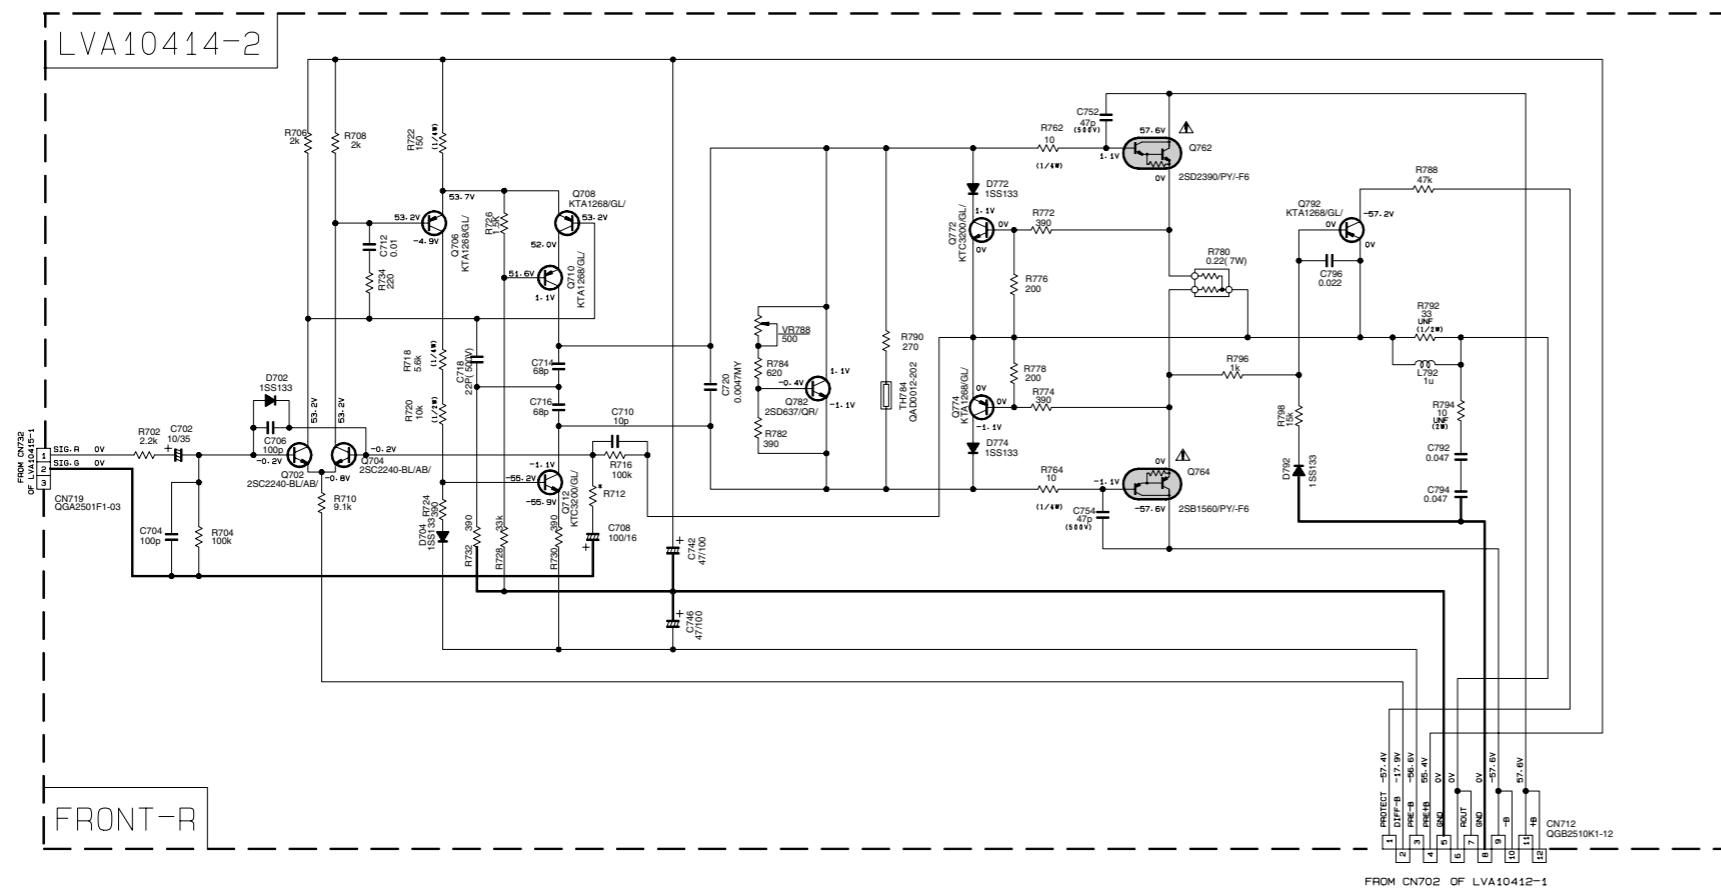 LVA10414-2
R706
2k
R708
2k
R722
150
(1/4W)
53.7V
53.2V
-4.9V
Q706
KTA1268/GL/
C712
0.01
R734
220
R726
1.5K
Q708
KTA1268/GL/
53.2V
52.0V
51.6V
1.1V
Q710
KTA1268/GL/
C752
47p
(500V)
R762
10
(1/4W)
57.6V
1.1V
0V
Q762
2SD2390/PY/-F6
D772
1SS133
1.1V
0V
0V
Q772
KTC3200/GL/
R772
390
R776
200
R780
0.22( 7W)
R788
47k
Q792
KTA1268/GL/
-57.2V
0V
0V
C796
0.022
R792
33
UNF
(1/2W)
L792
1u
R718
5.6k
(1/4W)
C718
22P( 500V)
C714
68p
C716
68p
C720
0.0047MY
VR788
500
R784
620
-0.4V
1.1V
-1.1V
Q782
2SD637/QR/
R782
390
R790
270
TH784
QAD0012-202
R778
200
R774
390
Q774
KTA1268/GL/
0V
0V
-1.1V
D774
1SS133
R796
1k
R798
15k
D792
1SS133
R794
10
UNF
(2W)
C792
0.047
C794
0.047
D702
1SS133
53.2V
53.2V
R720
10k
(1/2W)
C710
10p
FROM CN732
OF LVA10415-1
1
2
3
SIG.R 0V
SIG.G 0V
CN719
QGA2501F1-03
R702
2.2k
C702
10/35
+
C706
100p
-0.2V
Q702
2SC2240-BL/AB/
-0.2V
Q704
2SC2240-BL/AB/
-0.8V
R710
9.1k
C704
100p
R704
100k
R724
390
D704
1SS133
-1.1V
-55.2V
-55.9V
Q712
KTC3200/GL/
R716
100k
*
R712
C708
100/16
+
R732
390
R728
33k
R730
390
+
C742
47/100
+
C746
47/100
R764
10
(1/4W)
C754
47p
(500V)
0V
-1.1V
-57.6V
Q764
2SB1560/PY/-F6
FRONT-R
PROTECT -57.4V
DIFF-B -17.9V
PRE-B -56.6V
PRE+B 55.4V
GND 0V
ROUT 0V
GND 0V
-B -57.6V
+B 57.6V
1
2
3
4
5
6
7
8
9
10
11
12
CN712
QGB2510K1-12
FROM CN702 OF LVA10412-1